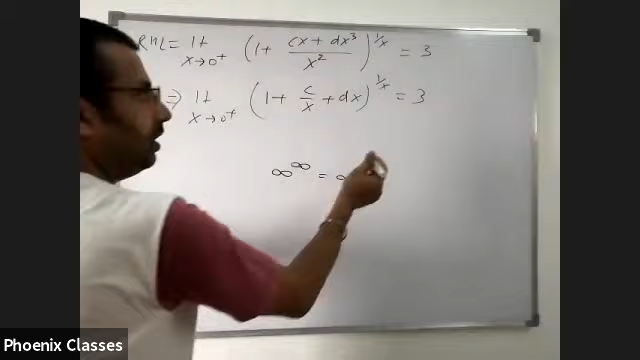 RHL = lt x→0⁺ (1 + (cx + dx³)/x²)^(1/x) = 3
⇒ lt x→0⁺ (1 + c/x + dx)^(1/x) = 3
∞^∞ =
Phoenix Classes